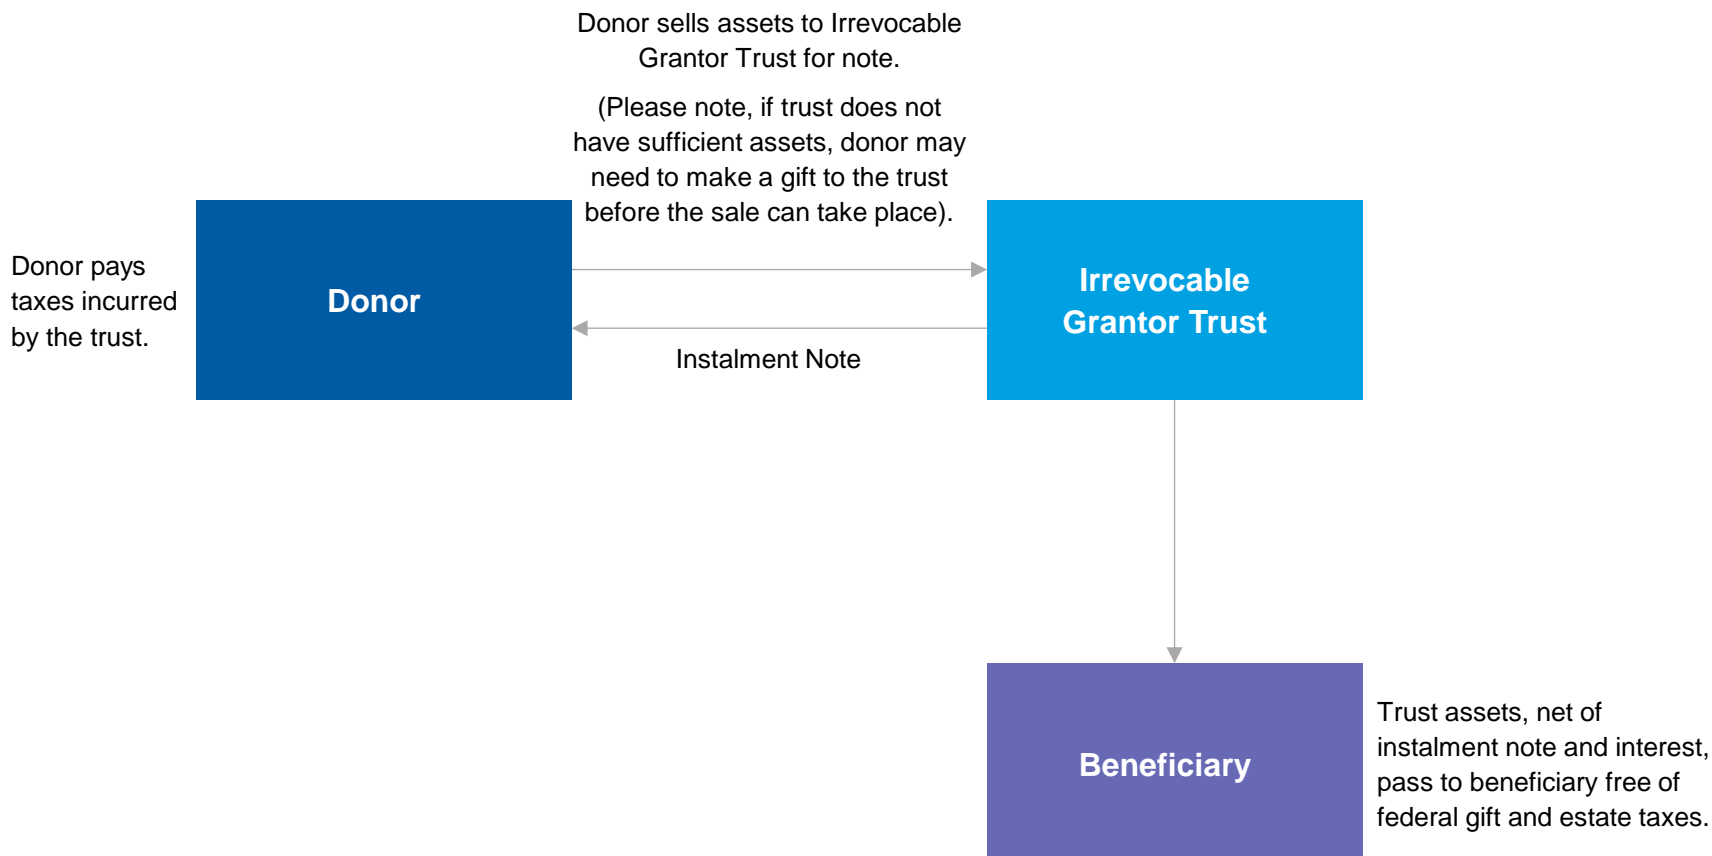 Donor sells assets to Irrevocable
Grantor Trust for note.
(Please note, if trust does not
have sufficient assets, donor may
need to make a gift to the trust
before the sale can take place).
Donor pays
taxes incurred
by the trust.
Donor
Irrevocable
Grantor Trust
Instalment Note
Beneficiary
Trust assets, net of
instalment note and interest,
pass to beneficiary free of
federal gift and estate taxes.